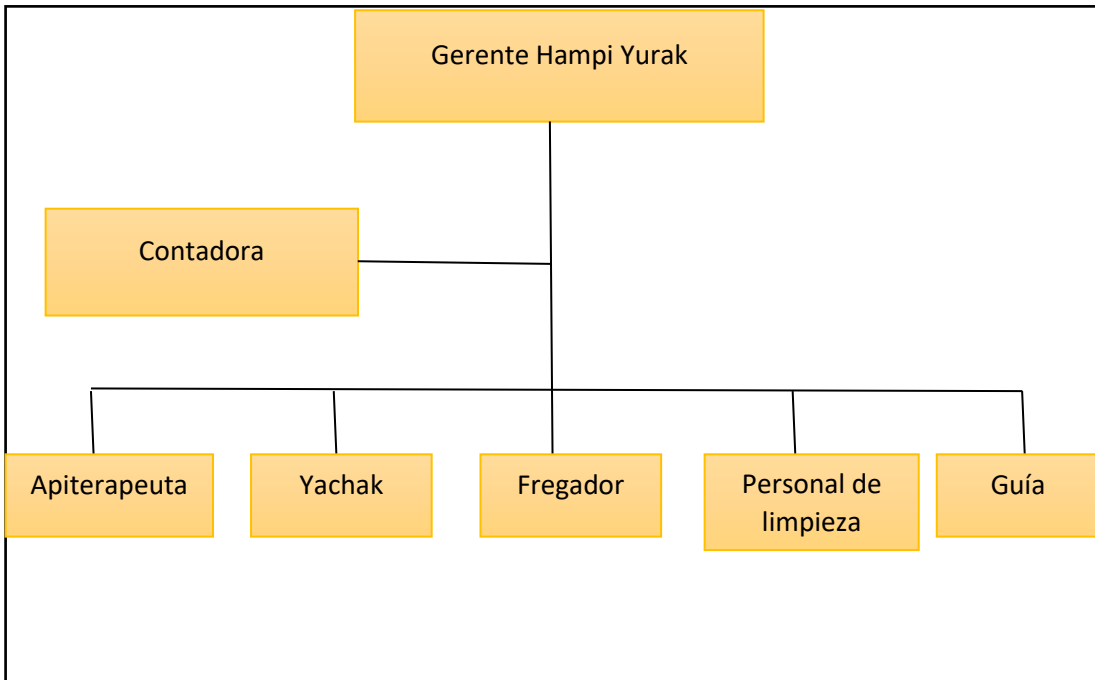 Gerente Hampi Yurak
Contadora
Apiterapeuta
Yachak
Fregador
Personal de
limpieza
Guía